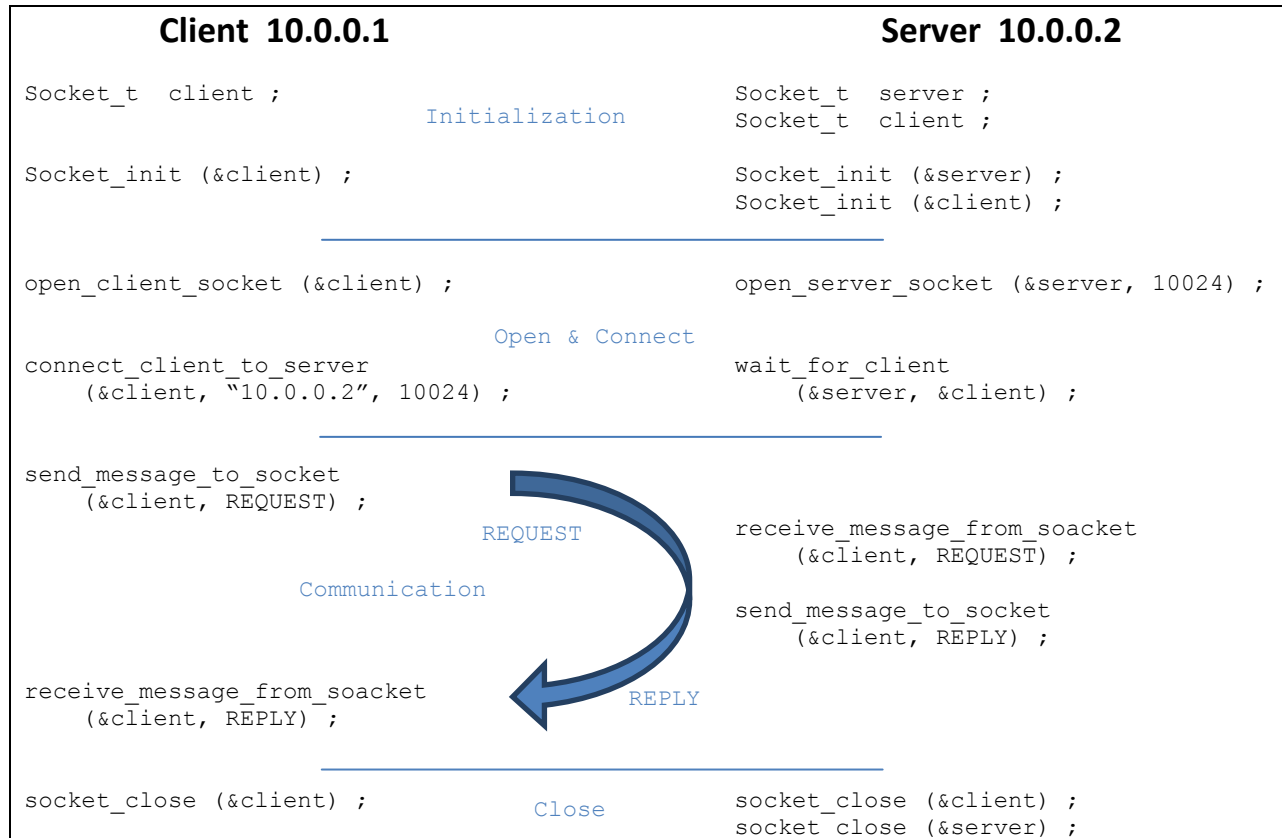 Client 10.0.0.1
Server 10.0.0.2
Socket_t client ;
Initialization
Socket_t server ;
Socket_t client ;
Socket_init (&client) ;
Socket_init (&server) ;
Socket_init (&client) ;
open_client_socket (&client) ;
open_server_socket (&server, 10024) ;
Open & Connect
connect_client_to_server
(&client, “10.0.0.2”, 10024) ;
wait_for_client
(&server, &client) ;
send_message_to_socket
(&client, REQUEST) ;
REQUEST
receive_message_from_soacket
(&client, REQUEST) ;
Communication
send_message_to_socket
(&client, REPLY) ;
receive_message_from_soacket
(&client, REPLY) ;
REPLY
socket_close (&client) ;
Close
socket_close (&client) ;
socket_close (&server) ;